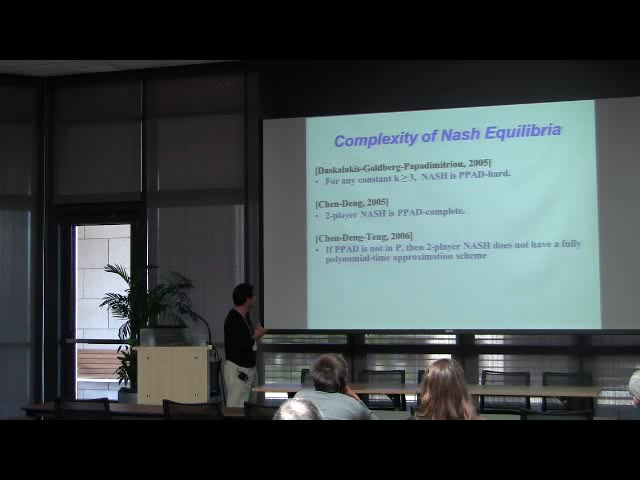 Complexity of Nash Equilibria
[Daskalakis-Goldberg-Papadimitriou, 2005]
• For any constant k ≥ 3, NASH is PPAD-hard.
[Chen-Deng, 2005]
• 2-player NASH is PPAD-complete.
[Chen-Deng-Teng, 2006]
• If PPAD is not in P, then 2-player NASH does not have a fully
polynomial-time approximation scheme